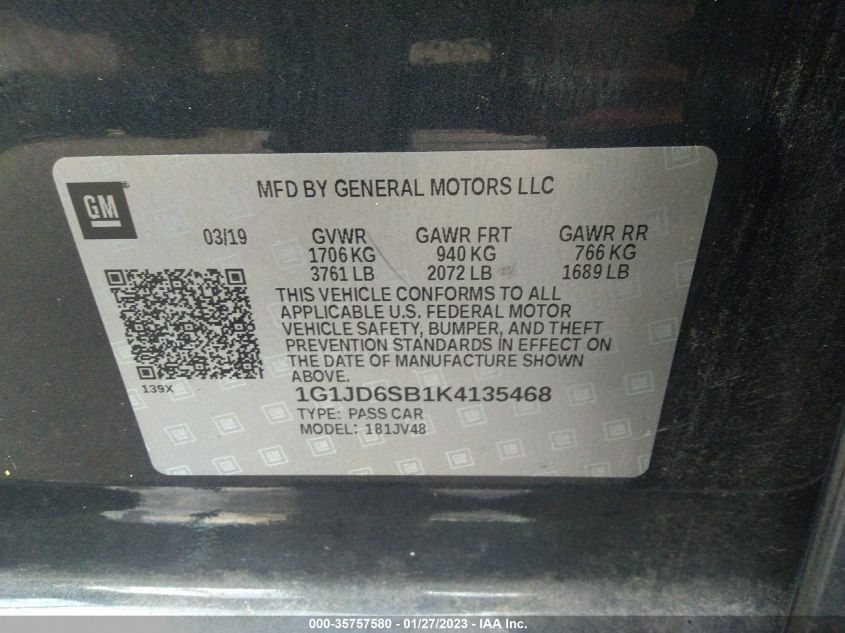 GM
MFD BY GENERAL MOTORS LLC
03/19 GVWR GAWR FRT GAWR RR
1706 KG 940 KG 766 KG
3761 LB 2072 LB 1689 LB
THIS VEHICLE CONFORMS TO ALL
APPLICABLE U.S. FEDERAL MOTOR
VEHICLE SAFETY, BUMPER, AND THEFT
PREVENTION STANDARDS IN EFFECT ON
THE DATE OF MANUFACTURE SHOWN
ABOVE.
139X
1G1JD6SB1K4135468
TYPE: PASS CAR
MODEL: 181JV48
000-35757580 - 01/27/2023 - IAA Inc.